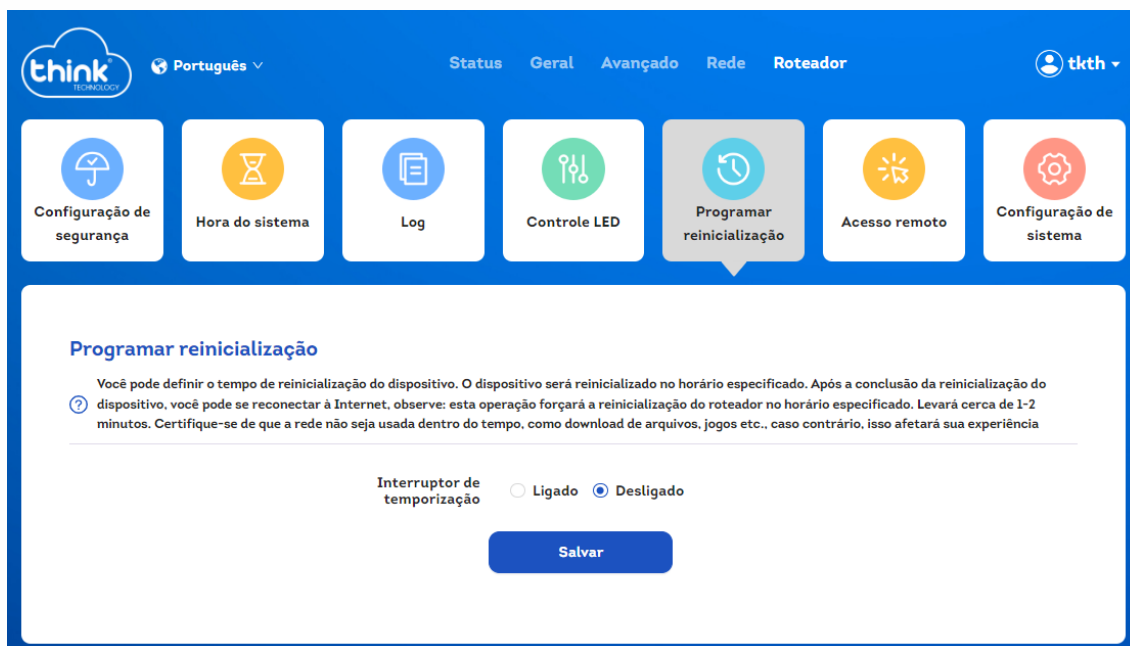 think
TECHNOLOGY
Português
Status Geral Avançado Rede Roteador
tkth
Configuração de
segurança
Hora do sistema
Log
Controle LED
Programar
reinicialização
Acesso remoto
Configuração de
sistema
Programar reinicialização
Você pode definir o tempo de reinicialização do dispositivo. O dispositivo será reinicializado no horário especificado. Após a conclusão da reinicialização do
dispositivo, você pode se reconectar à Internet, observe: esta operação forçará a reinicialização do roteador no horário especificado. Levará cerca de 1-2
minutos. Certifique-se de que a rede não seja usada dentro do tempo, como download de arquivos, jogos etc., caso contrário, isso afetará sua experiência
Interruptor de
temporização
Ligado Desligado
Salvar